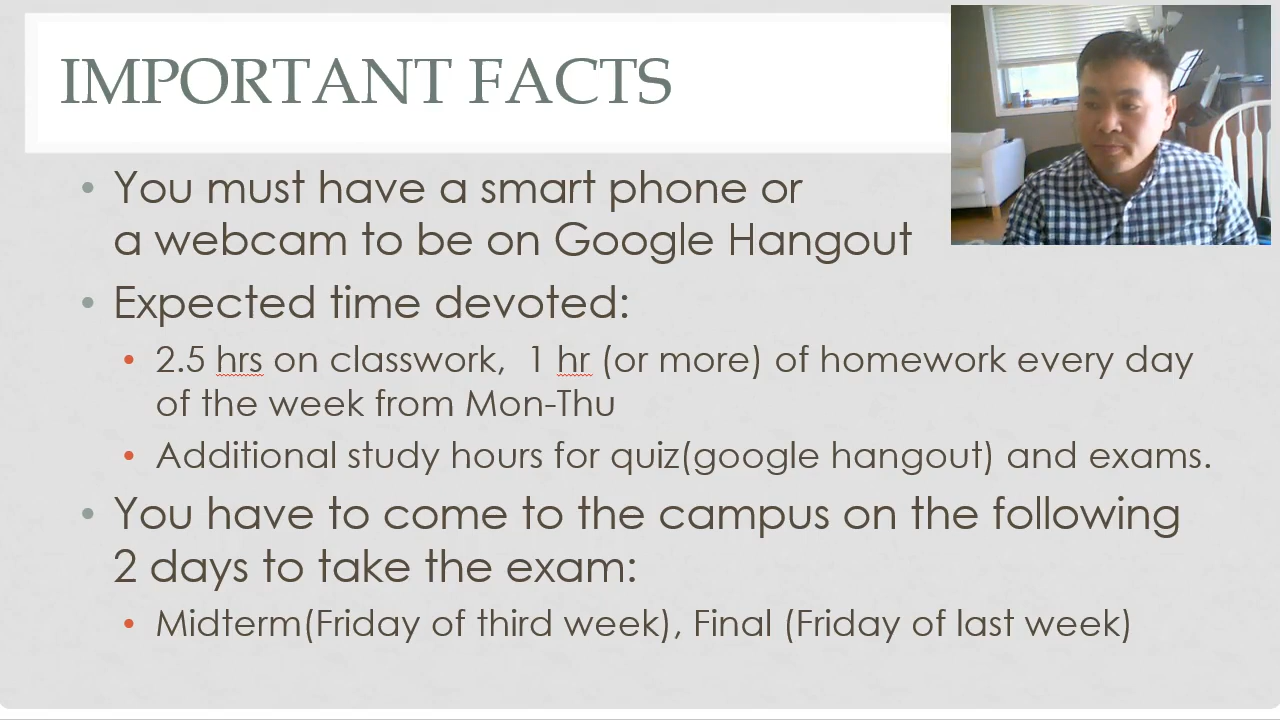 IMPORTANT FACTS
• You must have a smart phone or
a webcam to be on Google Hangout
• Expected time devoted:
• 2.5 hrs on classwork,  1 hr (or more) of homework every day
of the week from Mon-Thu
• Additional study hours for quiz(google hangout) and exams.
• You have to come to the campus on the following
2 days to take the exam:
• Midterm(Friday of third week), Final (Friday of last week)